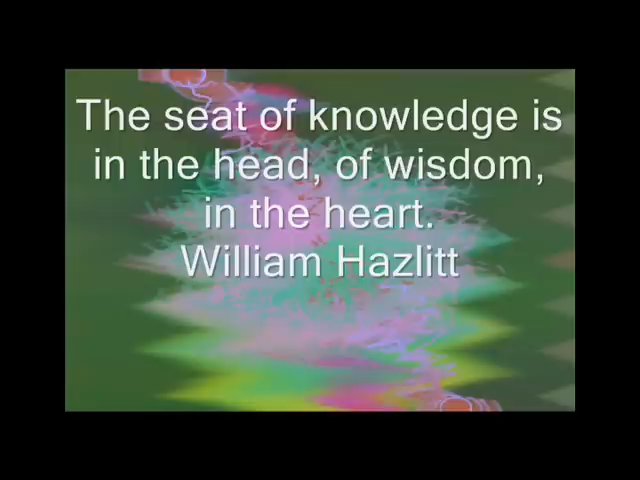 The seat of knowledge is
in the head, of wisdom,
in the heart.
William Hazlitt